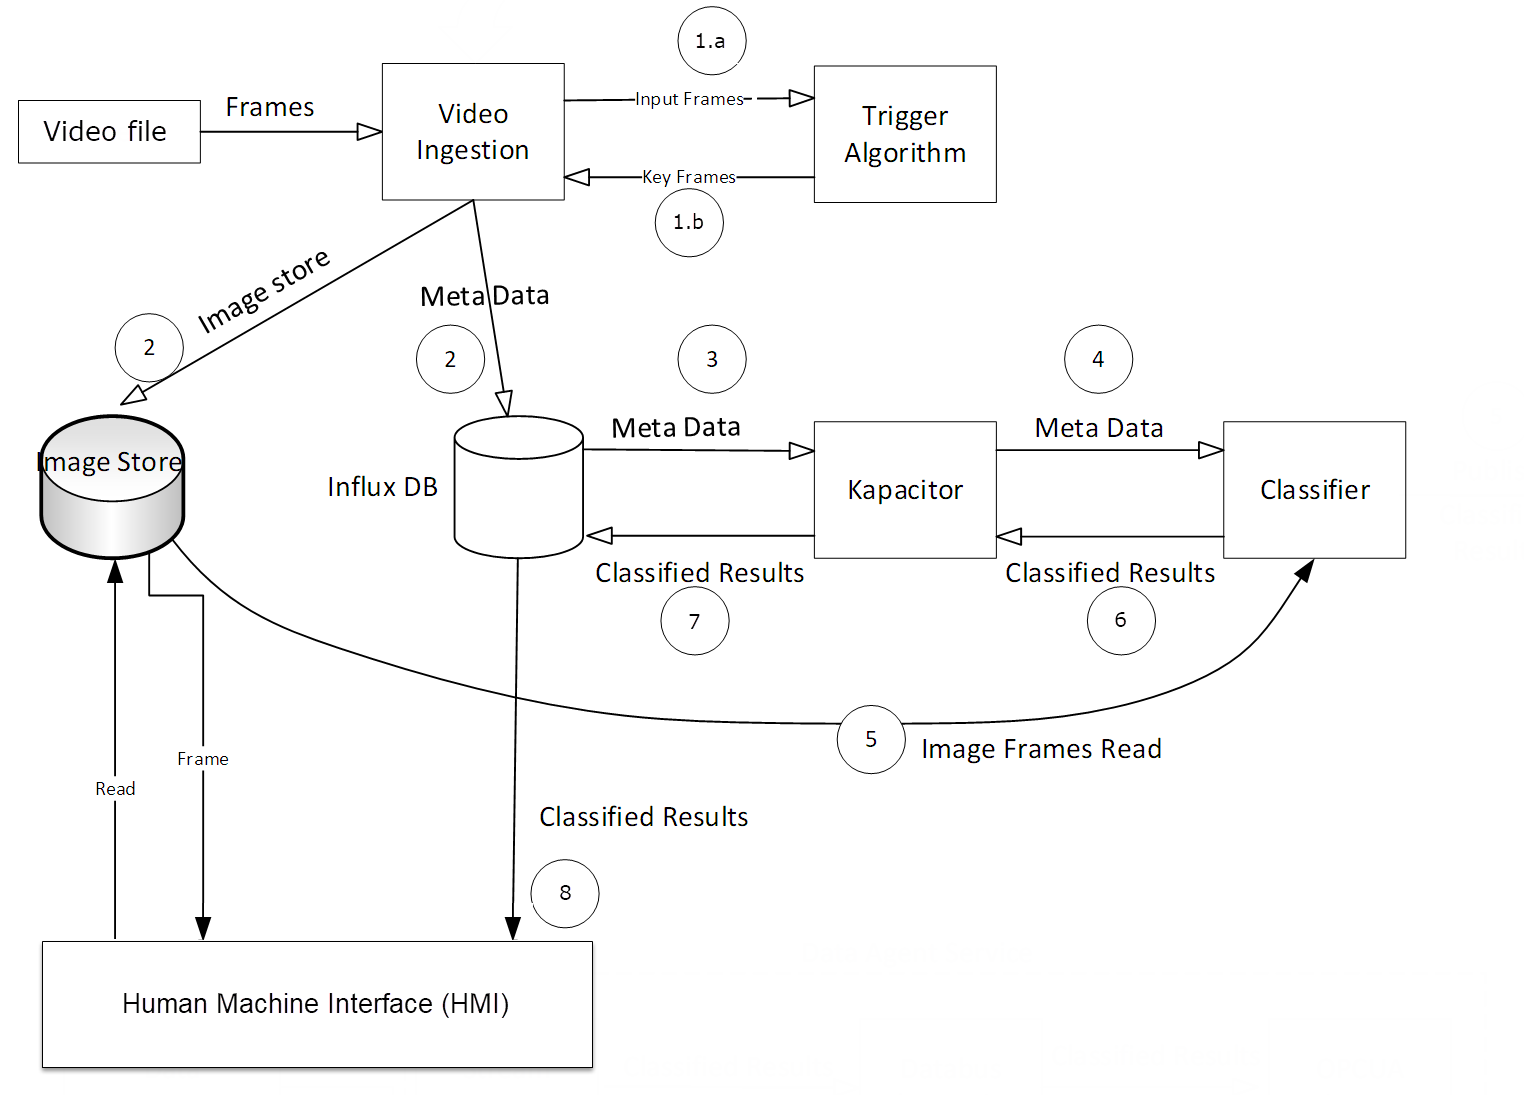 1.a
Frames
Input Frames
Video file
Video
Ingestion
Trigger
Algorithm
Key Frames
1.b
Image store
Meta Data
2
2
3
4
Meta Data
Meta Data
Image Store
Influx DB
Kapacitor
Classifier
Classified Results
Classified Results
7
6
5
Image Frames Read
Frame
Read
Classified Results
8
Human Machine Interface (HMI)